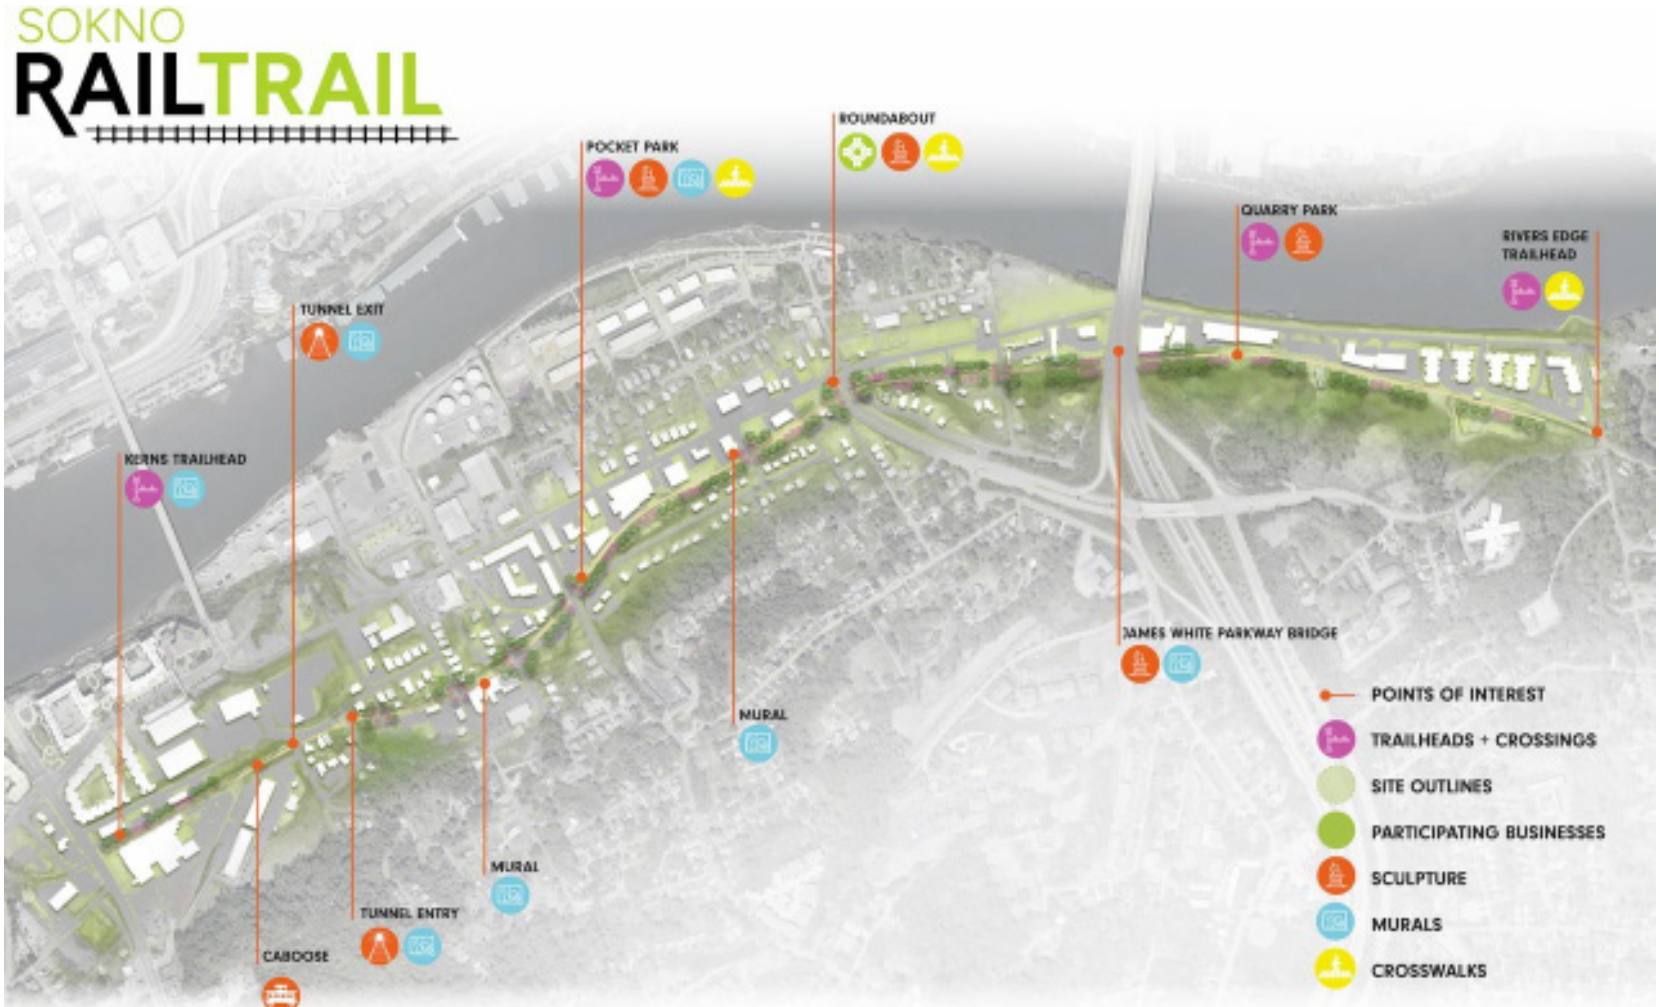 SOKNO
RAILTRAIL
ROUNDABOUT
POCKET PARK
QUARRY PARK
RIVERS EDGE
TRAILHEAD
TUNNEL EXIT
KERNS TRAILHEAD
JAMES WHITE PARKWAY BRIDGE
MURAL
MURAL
TUNNEL ENTRY
CABOOSE
POINTS OF INTEREST
TRAILHEADS + CROSSINGS
SITE OUTLINES
PARTICIPATING BUSINESSES
SCULPTURE
MURALS
CROSSWALKS